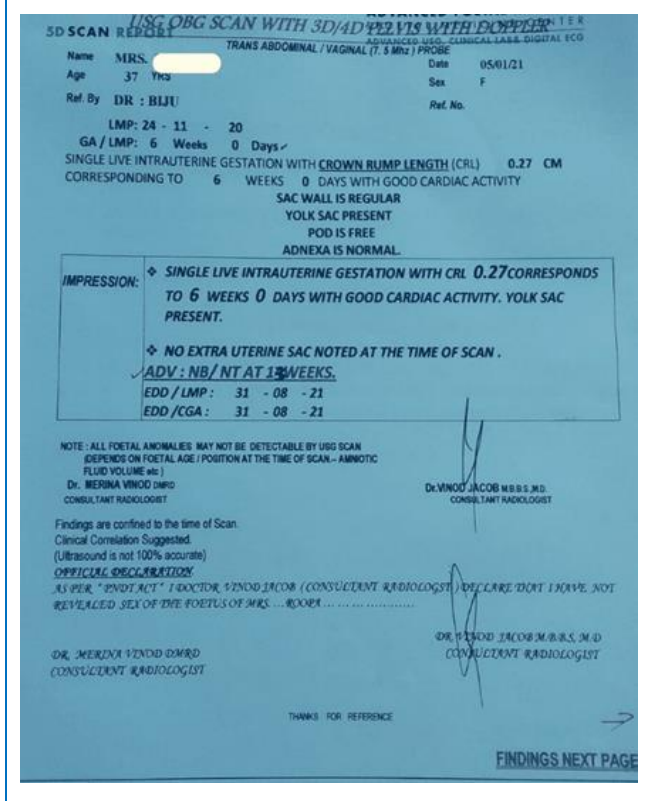 USG OBG SCAN WITH 3D/4D PELVIS WITH DOPPLER
5D SCAN REPORT
ADVANCED USG, CLINICAL LABS, DIGITAL ECG
TRANS ABDOMINAL / VAGINAL (7. 5 Mhz ) PROBE
Name MRS.
Date 05/01/21
Age 37 YRS
Sex F
Ref. By DR : BIJU
Ref. No.
LMP: 24 - 11 - 20
GA / LMP: 6 Weeks 0 Days
SINGLE LIVE INTRAUTERINE GESTATION WITH CROWN RUMP LENGTH (CRL) 0.27 CM
CORRESPONDING TO 6 WEEKS 0 DAYS WITH GOOD CARDIAC ACTIVITY
SAC WALL IS REGULAR
YOLK SAC PRESENT
POD IS FREE
ADNEXA IS NORMAL.
IMPRESSION:
❖ SINGLE LIVE INTRAUTERINE GESTATION WITH CRL 0.27CORRESPONDS
TO 6 WEEKS 0 DAYS WITH GOOD CARDIAC ACTIVITY. YOLK SAC
PRESENT.
❖ NO EXTRA UTERINE SAC NOTED AT THE TIME OF SCAN .
ADV : NB/ NT AT WEEKS.
EDD / LMP : 31 - 08 - 21
EDD /CGA : 31 - 08 - 21
NOTE : ALL FOETAL ANOMALIES MAY NOT BE DETECTABLE BY USG SCAN
(DEPENDS ON FOETAL AGE / POSITION AT THE TIME OF SCAN.– AMNIOTIC
FLUID VOLUME etc )
Dr. MERINA VINOD DMRD
CONSULTANT RADIOLOGIST
Dr.VINOD JACOB M.B.B.S.,MD.
CONSULTANT RADIOLOGIST
Findings are confined to the time of Scan.
Clinical Correlation Suggested.
(Ultrasound is not 100% accurate)
OFFICIAL DECLARATION
AS PER " PNDT ACT " I DOCTOR VINOD JACOB ( CONSULTANT RADIOLOGST ) DECLARE THAT I HAVE NOT
REVEALED SEX OF THE FOETUS OF MRS. ...ROOPA .......................
DR. VINOD JACOB M.B.B.S, M.D
CONSULTANT RADIOLOGIST
DR. MERINA VINOD DMRD
CONSULTANT RADIOLOGIST
THANKS FOR REFERENCE
FINDINGS NEXT PAGE